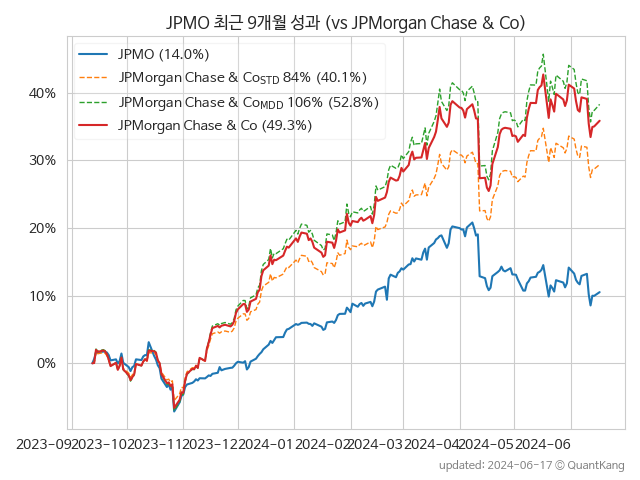 JPMO 최근 9개월 성과 (vs JPMorgan Chase & Co)
JPMO (14.0%)
JPMorgan Chase & CoSTD 84% (40.1%)
JPMorgan Chase & CoMDD 106% (52.8%)
JPMorgan Chase & Co (49.3%)
40%
30%
20%
10%
0%
2023-09 2023-10 2023-11 2023-12 2024-01 2024-02 2024-03 2024-04 2024-05 2024-06
updated: 2024-06-17 © QuantKang